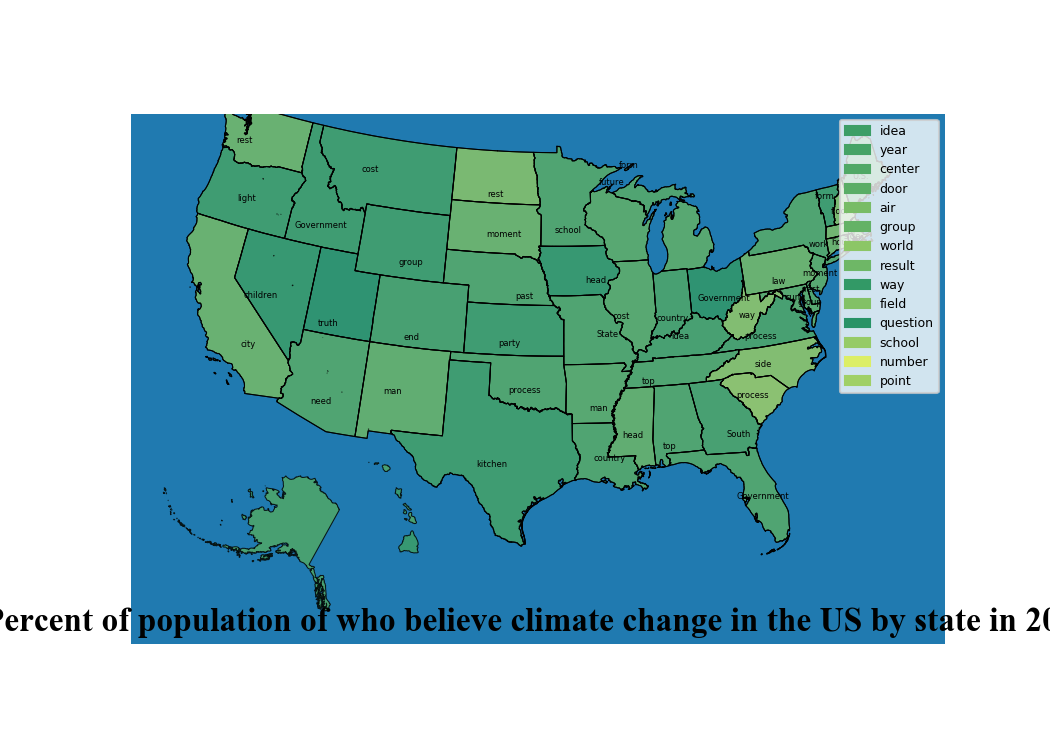 rest
cost
light
Government
group
rest
moment
school
future
form
children
city
truth
end
past
party
head
State
cost
country
idea
Government
way
process
law
work
moment
form
need
man
process
man
top
side
process
head
top
South
kitchen
country
Government
idea
year
center
door
air
group
world
result
way
field
question
school
number
point
Percent of population of who believe climate change in the US by state in 20